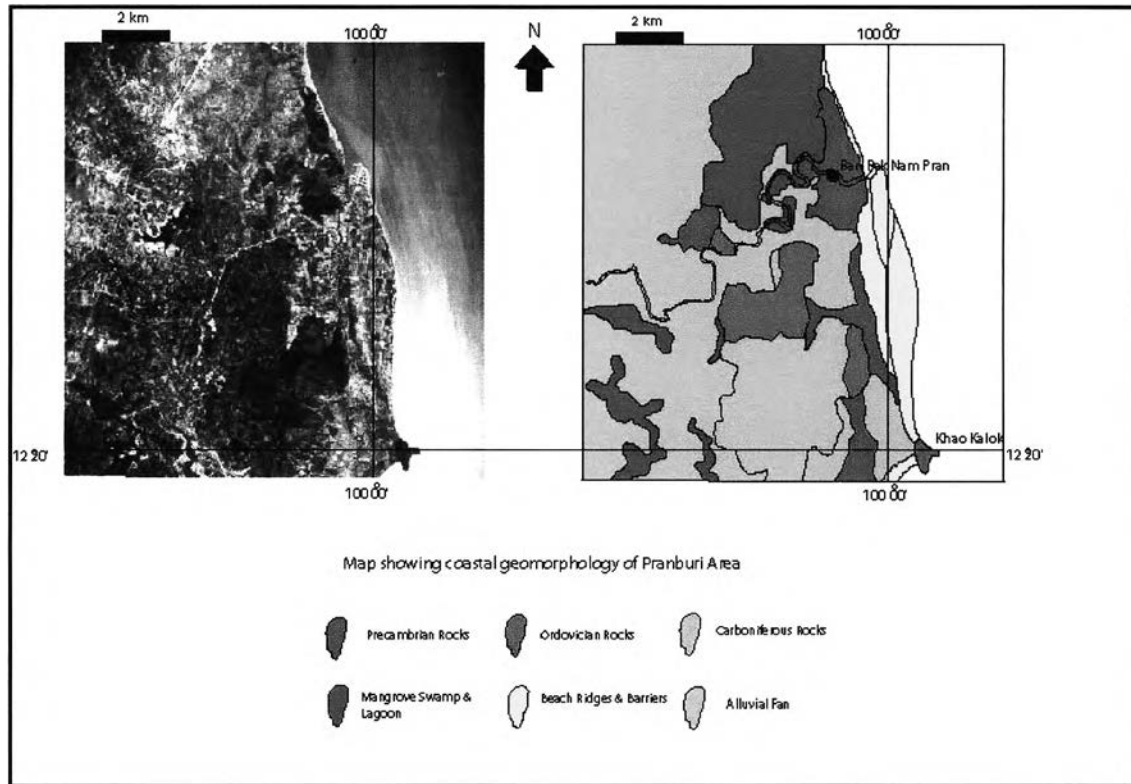 2 km
100 00'
N
2 km
100 00'
Ban Pak Nam Pran
Khao Kalok
12 20'
12 20'
100 00'
100 00'
Map showing coastal geomorphology of Pranburi Area
Precambrian Rocks
Ordovician Rocks
Carboniferous Rocks
Mangrove Swamp &
Lagoon
Beach Ridges & Barriers
Alluvial Fan